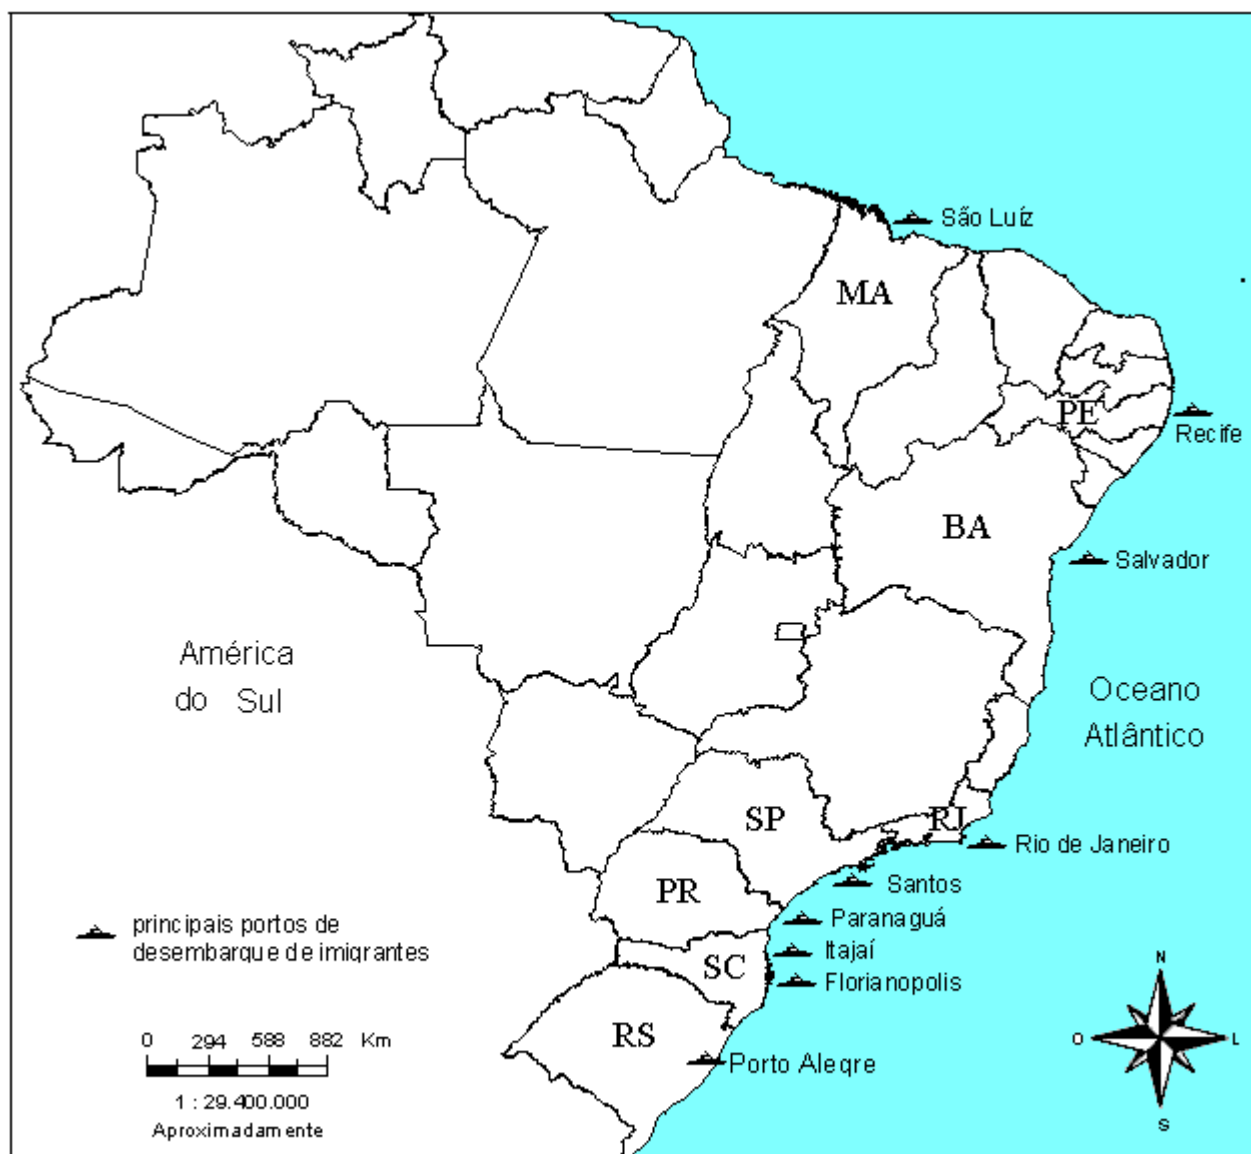 São Luíz
MA
PE
Recife
BA
Salvador
América
do Sul
Oceano
Atlântico
SP
RJ
Rio de Janeiro
Santos
PR
Paranaguá
principais portos de
desembarque de imigrantes
Itajaí
SC
Florianopolis
N
O
L
S
RS
Porto Aleqre
0 294 588 882 Km
1 : 29.400.000
Aproximadamente